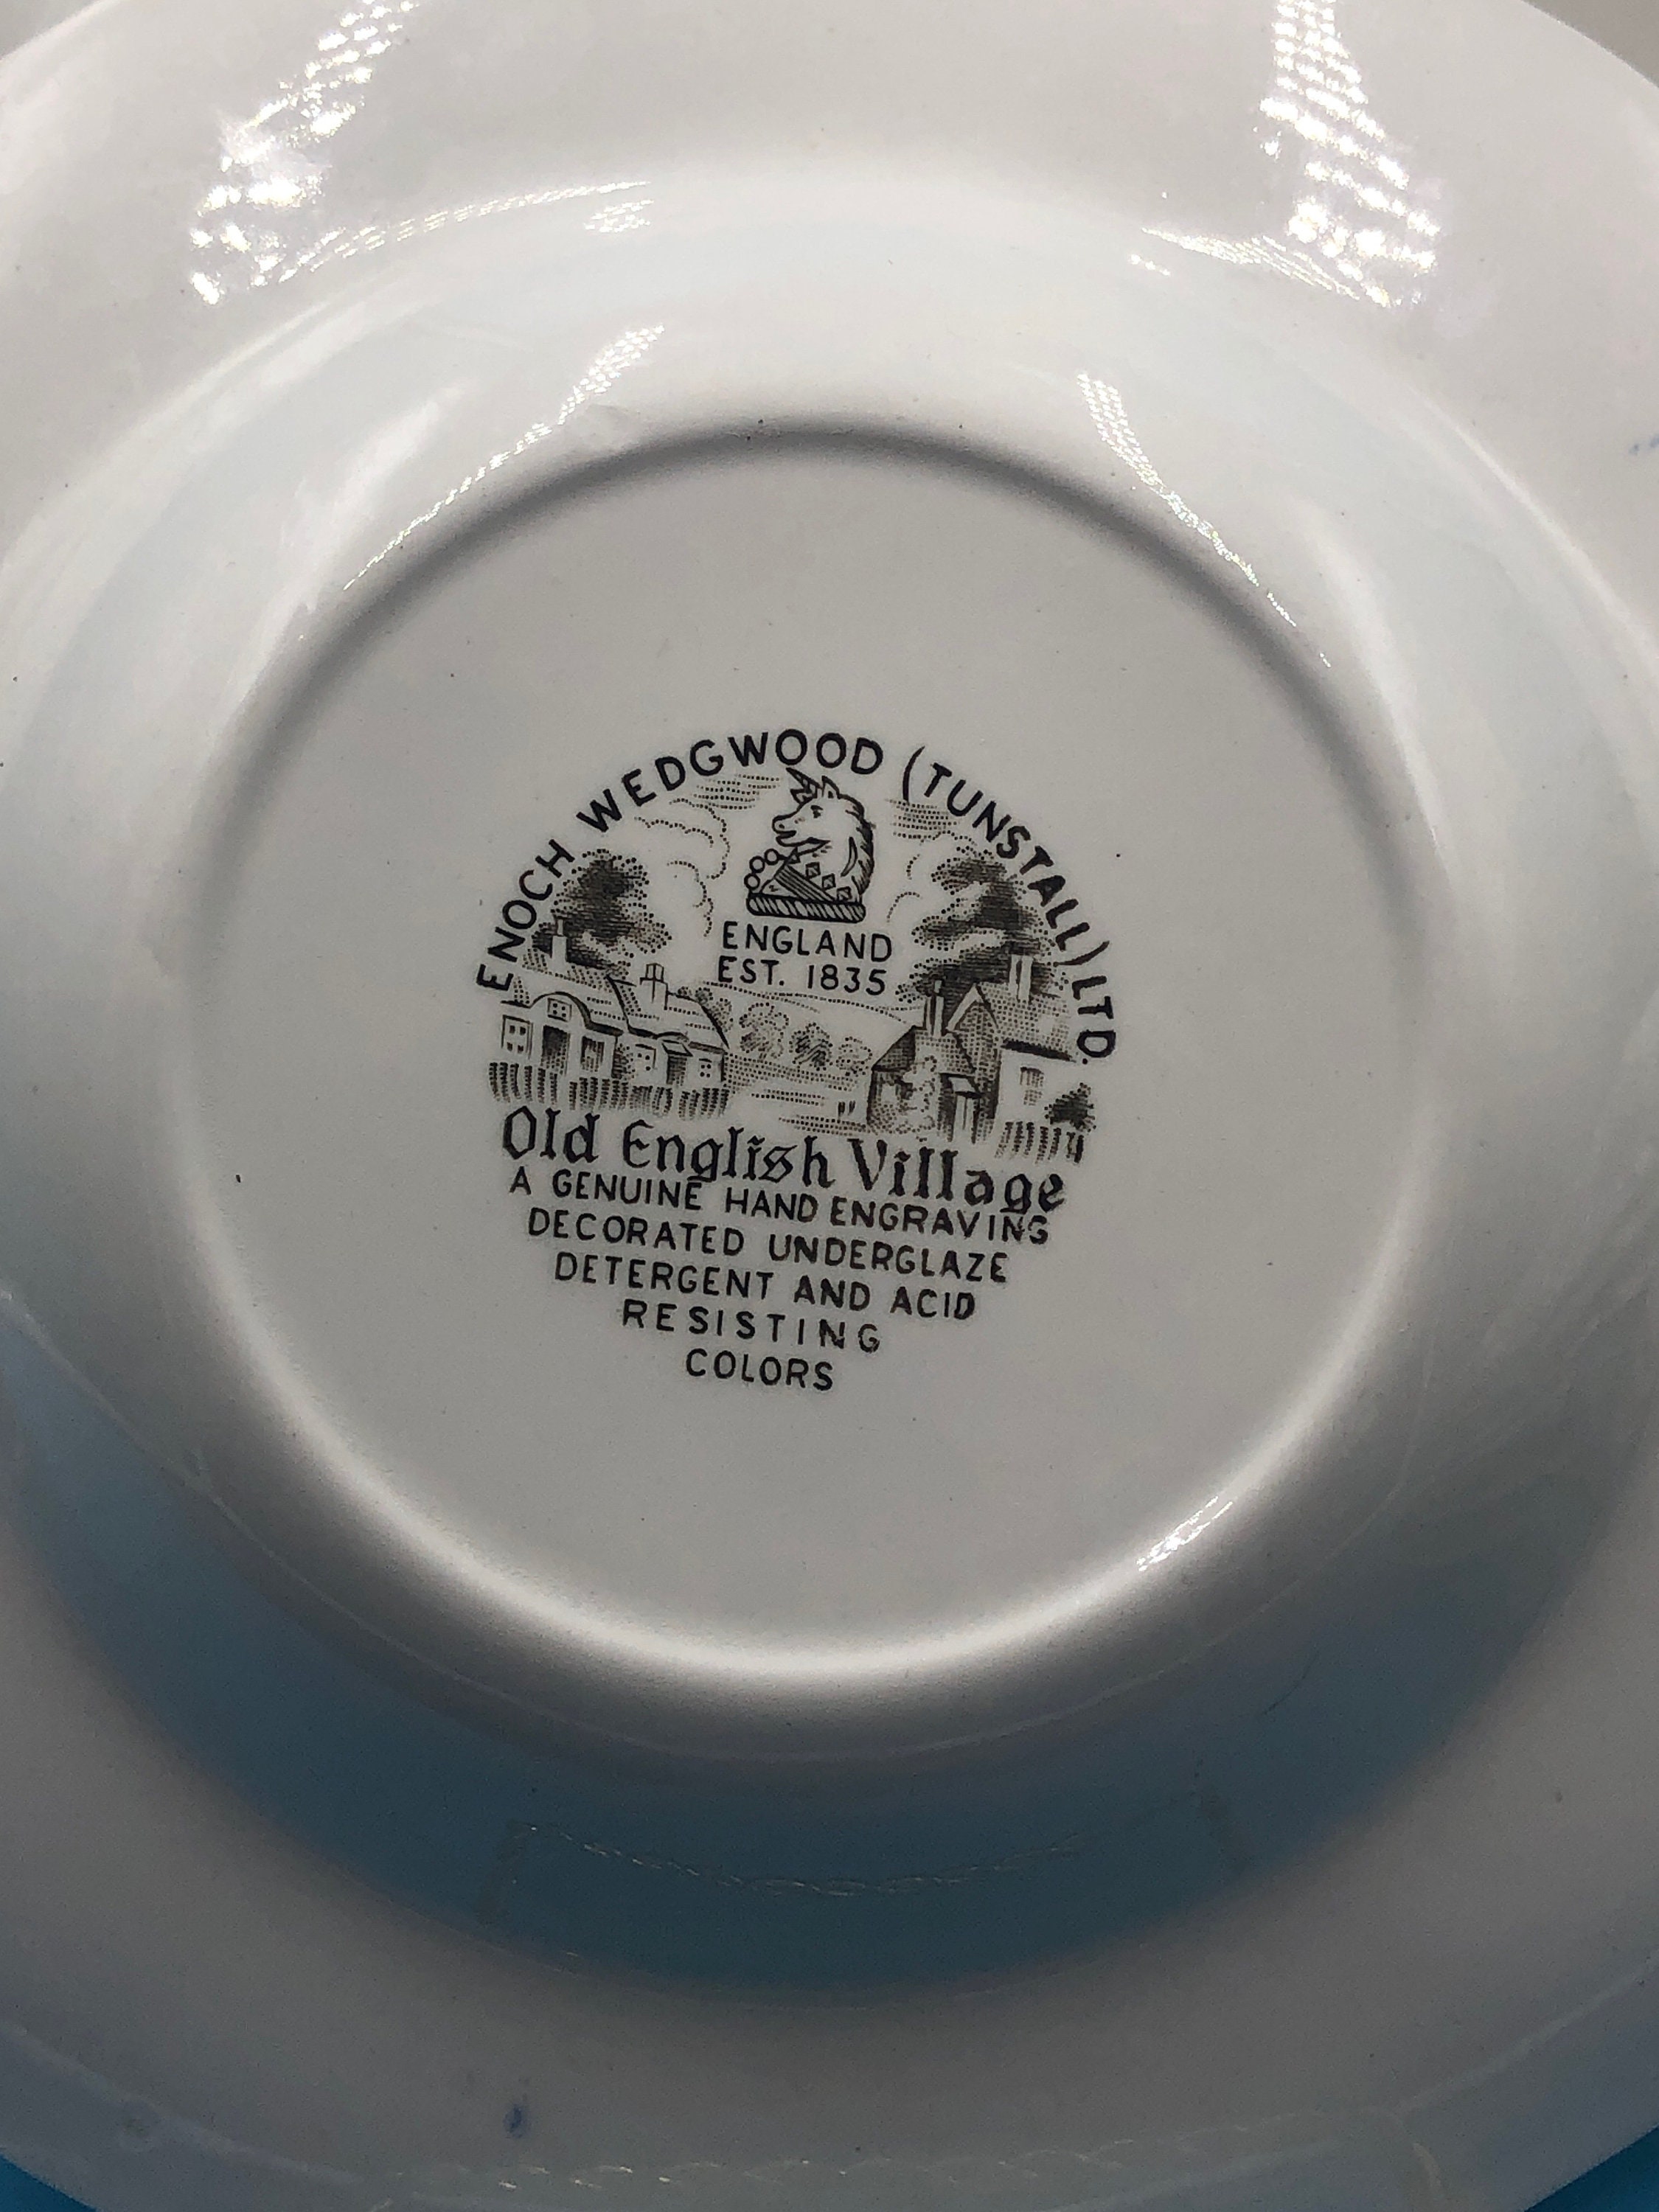 ENOCH WEDGWOOD (TUNSTALL) LTD.
ENGLAND
EST. 1835
Old English Village
A GENUINE HAND ENGRAVING
DECORATED UNDERGLAZE
DETERGENT AND ACID
RESISTING
COLORS